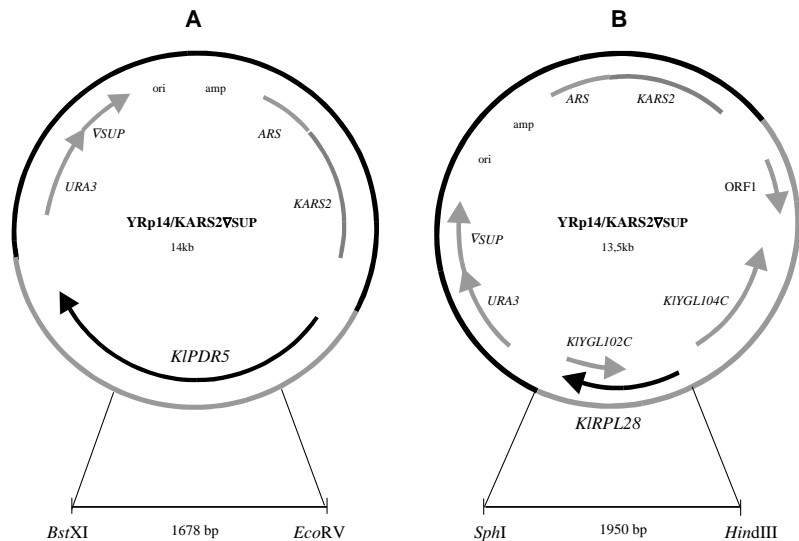 A
ori
amp
∇SUP
ARS
URA3
KARS2
YRp14/KARS2∇SUP
14kb
KlPDR5
BstXI
1678 bp
EcoRV
B
ARS
KARS2
amp
ori
ORF1
∇SUP
YRp14/KARS2∇SUP
13,5kb
URA3
KlYGL104C
KlYGL102C
KlRPL28
SphI
1950 bp
HindIII